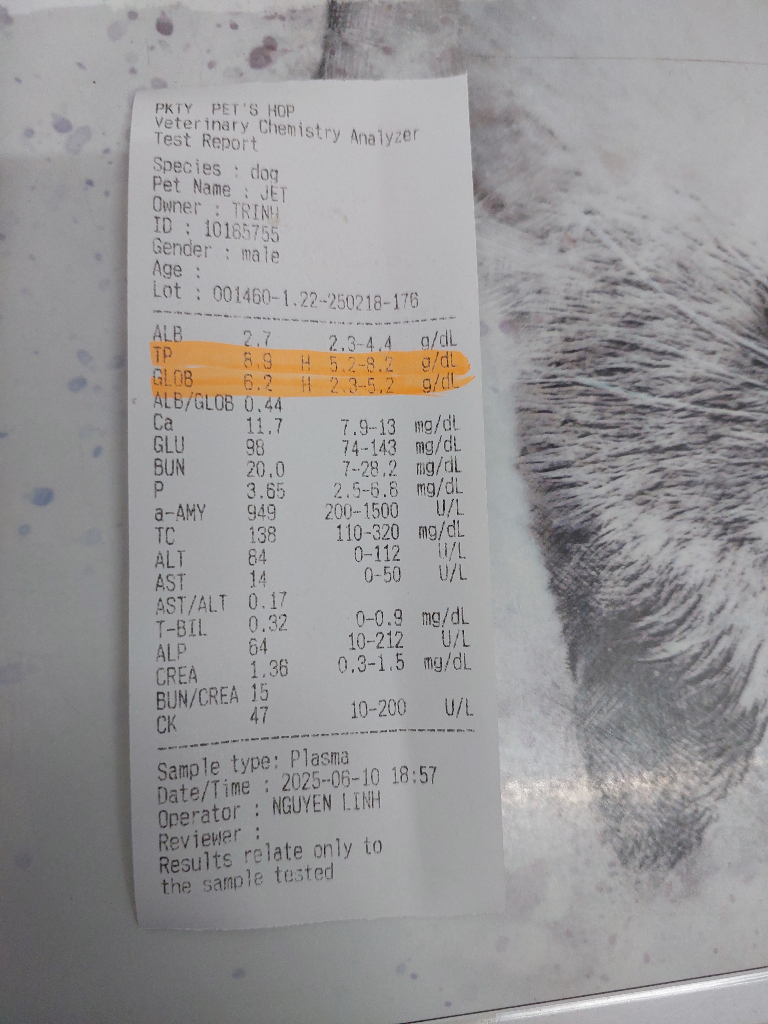 PKTY PET'S HOP
Veterinary Chemistry Analyzer
Test Report
Species : dog
Pet Name : JET
Owner : TRINH
ID : 10185755
Gender : male
Age :
Lot : 001460-1.22-250218-176
ALB 2.7 2.3-4.4 g/dL
TP 8.9 H 5.2-8.2 g/dL
GLOB 6.2 H 2.3-5.2 g/dL
ALB/GLOB 0.44
Ca 11.7 7.9-13 mg/dL
GLU 98 74-143 mg/dL
BUN 20.0 7-28.2 mg/dL
P 3.65 2.5-6.8 mg/dL
a-AMY 949 200-1500 U/L
TC 138 110-320 mg/dL
ALT 84 0-112 U/L
AST 14 0-50 U/L
AST/ALT 0.17
T-BIL 0.32 0-0.9 mg/dL
ALP 64 10-212 U/L
CREA 1.36 0.3-1.5 mg/dL
BUN/CREA 15
CK 47 10-200 U/L
Sample type: Plasma
Date/Time : 2025-06-10 18:57
Operator : NGUYEN LINH
Reviewer :
Results relate only to
the sample tested